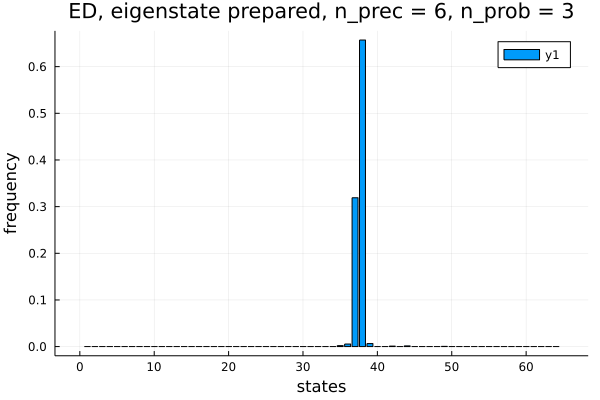 ED, eigenstate prepared, n_prec = 6, n_prob = 3
y1
frequency
0.6
0.5
0.4
0.3
0.2
0.1
0.0
0 10 20 30 40 50 60
states